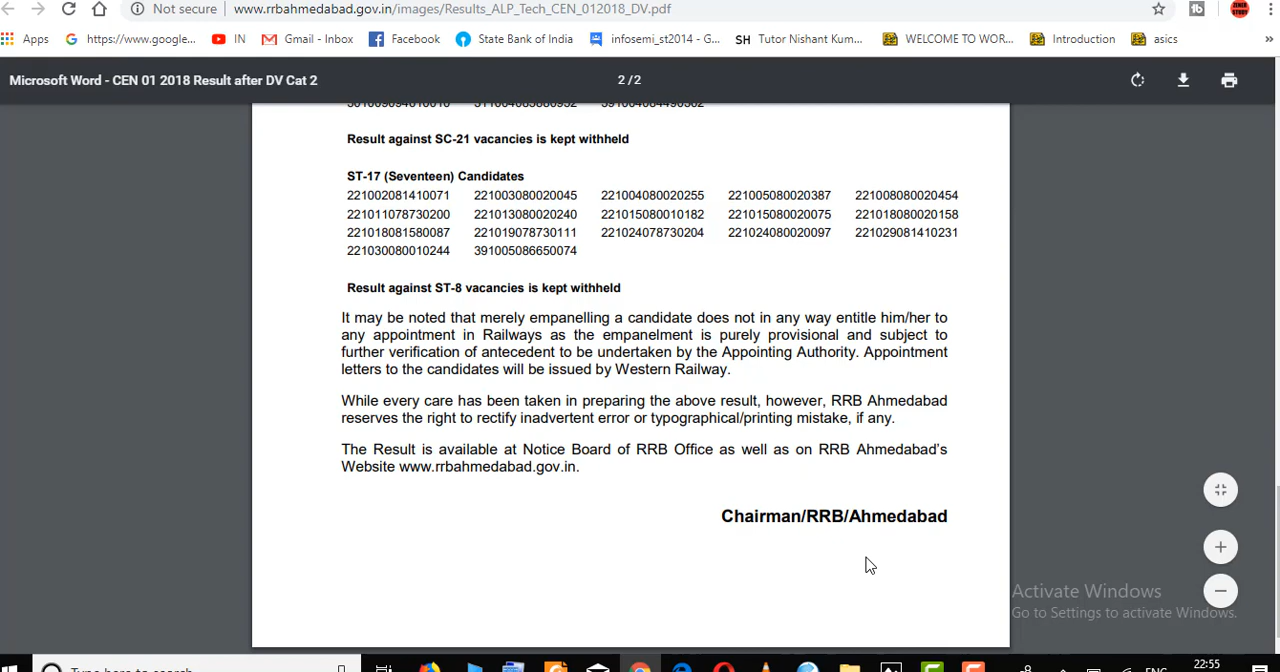 Not secure www.rrbahmedabad.gov.in/images/Results_ALP_Tech_CEN_012018_DV.pdf
Apps https://www.google... IN Gmail - Inbox Facebook State Bank of India infosemi_st2014 - G... SH Tutor Nishant Kum... WELCOME TO WOR... Introduction asics »
Microsoft Word - CEN 01 2018 Result after DV Cat 2 2 / 2
Result against SC-21 vacancies is kept withheld
ST-17 (Seventeen) Candidates
221002081410071 221003080020045 221004080020255 221005080020387 221008080020454
221011078730200 221013080020240 221015080010182 221015080020075 221018080020158
221018081580087 221019078730111 221024078730204 221024080020097 221029081410231
221030080010244 391005086650074
Result against ST-8 vacancies is kept withheld
It may be noted that merely empanelling a candidate does not in any way entitle him/her to
any appointment in Railways as the empanelment is purely provisional and subject to
further verification of antecedent to be undertaken by the Appointing Authority. Appointment
letters to the candidates will be issued by Western Railway.
While every care has been taken in preparing the above result, however, RRB Ahmedabad
reserves the right to rectify inadvertent error or typographical/printing mistake, if any.
The Result is available at Notice Board of RRB Office as well as on RRB Ahmedabad's
Website www.rrbahmedabad.gov.in.
Chairman/RRB/Ahmedabad
Activate Windows
Go to Settings to activate Windows.
Type here to search
22:55